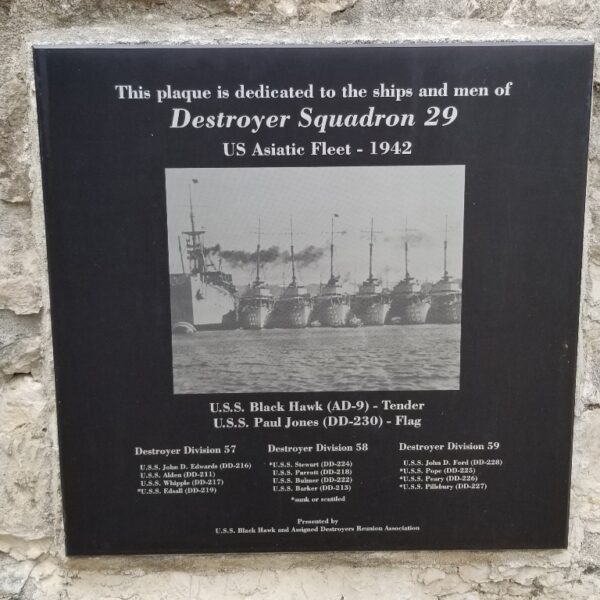 This plaque is dedicated to the ships and men of
Destroyer Squadron 29
US Asiatic Fleet - 1942
U.S.S. Black Hawk (AD-9) - Tender
U.S.S. Paul Jones (DD-230) - Flag
Destroyer Division 57
U.S.S. John D. Edwards (DD-216)
U.S.S. Alden (DD-211)
U.S.S. Whipple (DD-217)
*U.S.S. Edsall (DD-219)
Destroyer Division 58
*U.S.S. Stewart (DD-224)
U.S.S. Parrott (DD-218)
U.S.S. Bulmer (DD-222)
U.S.S. Barker (DD-213)
*sunk or scuttled
Destroyer Division 59
U.S.S. John D. Ford (DD-228)
*U.S.S. Pope (DD-225)
*U.S.S. Peary (DD-226)
*U.S.S. Pillsbury (DD-227)
Presented by
U.S.S. Black Hawk and Assigned Destroyers Reunion Association